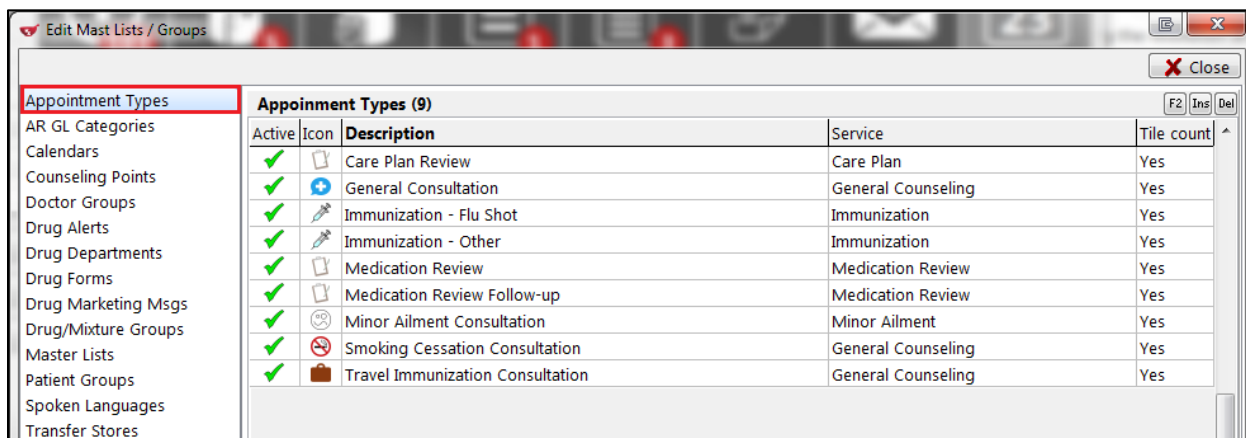 Edit Mast Lists / Groups
Close
Appointment Types
AR GL Categories
Calendars
Counseling Points
Doctor Groups
Drug Alerts
Drug Departments
Drug Forms
Drug Marketing Msgs
Drug/Mixture Groups
Master Lists
Patient Groups
Spoken Languages
Transfer Stores
Appoinment Types (9) F2 Ins Del
Active Icon Description Service Tile count
Care Plan Review Care Plan Yes
General Consultation General Counseling Yes
Immunization - Flu Shot Immunization Yes
Immunization - Other Immunization Yes
Medication Review Medication Review Yes
Medication Review Follow-up Medication Review Yes
Minor Ailment Consultation Minor Ailment Yes
Smoking Cessation Consultation General Counseling Yes
Travel Immunization Consultation General Counseling Yes